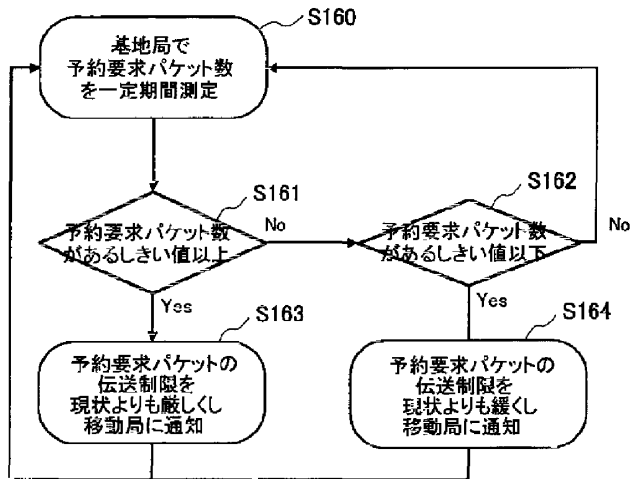 S160
基地局で
予約要求パケット数
を一定期間測定
S161
予約要求パケット数
があるしきい値以上
No
Yes
S162
予約要求パケット数
があるしきい値以下
No
Yes
S163
予約要求パケットの
伝送制限を
現状よりも厳しくし
移動局に通知
S164
予約要求パケットの
伝送制限を
現状よりも緩くし
移動局に通知